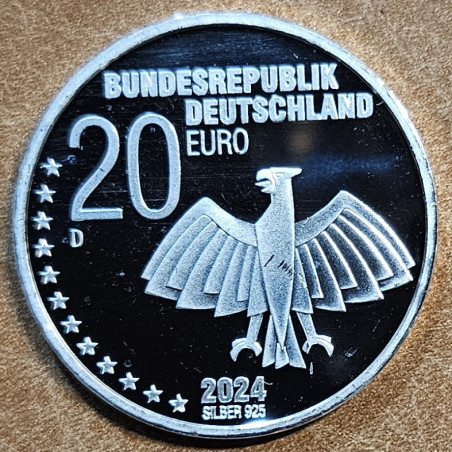 BUNDESREPUBLIK
DEUTSCHLAND
20 EURO
D
2024
SILBER 925